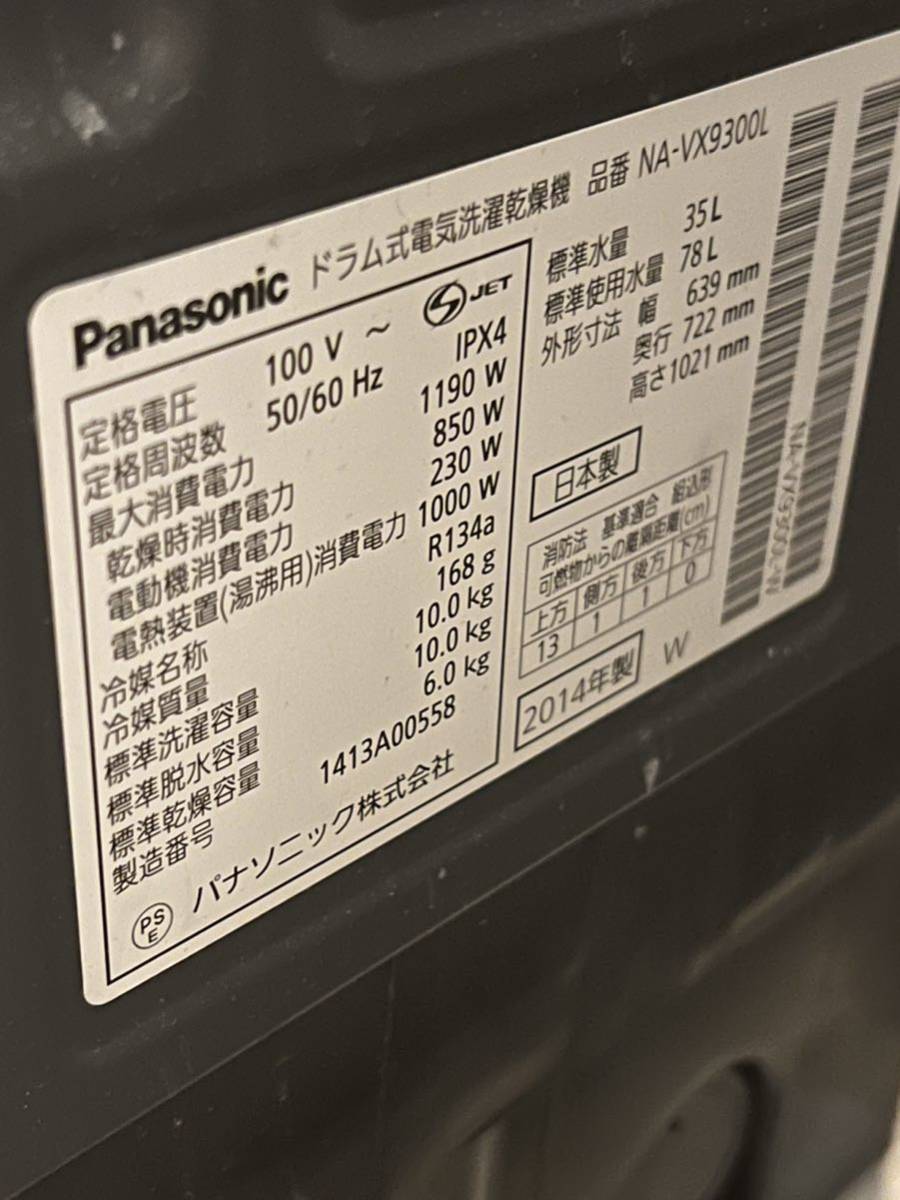 Panasonic ドラム式電気洗濯乾燥機 品番 NA-VX9300L
定格電圧 100 V ~
定格周波数 50/60 Hz
S JET
IPX4
最大消費電力 1190 W
乾燥時消費電力 850 W
電動機消費電力 230 W
電熱装置(湯沸用)消費電力 1000 W
冷媒名称 R134a
冷媒質量 168 g
標準洗濯容量 10.0 kg
標準脱水容量 10.0 kg
標準乾燥容量 6.0 kg
製造番号 1413A00558
PS E パナソニック株式会社
標準水量 35 L
標準使用水量 78 L
外形寸法 幅 639 mm
奥行 722 mm
高さ 1021 mm
日本製
消防法 基準適合 組込形
可燃物からの離隔距離(cm)
上方 側方 後方 下方
13 1 1 0
2014年製 W